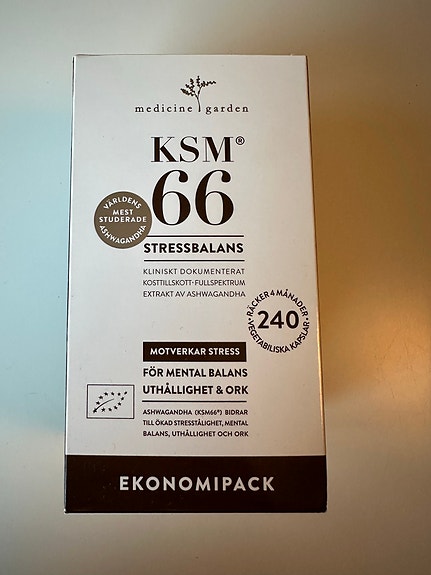 medicine garden
KSM®
66
VÄRLDENS
MEST
STUDERADE
ASHWAGANDHA
STRESSBALANS
KLINISKT DOKUMENTERAT
KOSTTILLSKOTT·FULLSPEKTRUM
EXTRAKT AV ASHWAGANDHA
RÄCKER 4 MÅNADER
240
VEGETABILISKA KAPSLAR
MOTVERKAR STRESS
FÖR MENTAL BALANS
UTHÅLLIGHET & ORK
ASHWAGANDHA (KSM66®) BIDRAR
TILL ÖKAD STRESSTÅLIGHET, MENTAL
BALANS, UTHÅLLIGHET OCH ORK
EKONOMIPACK